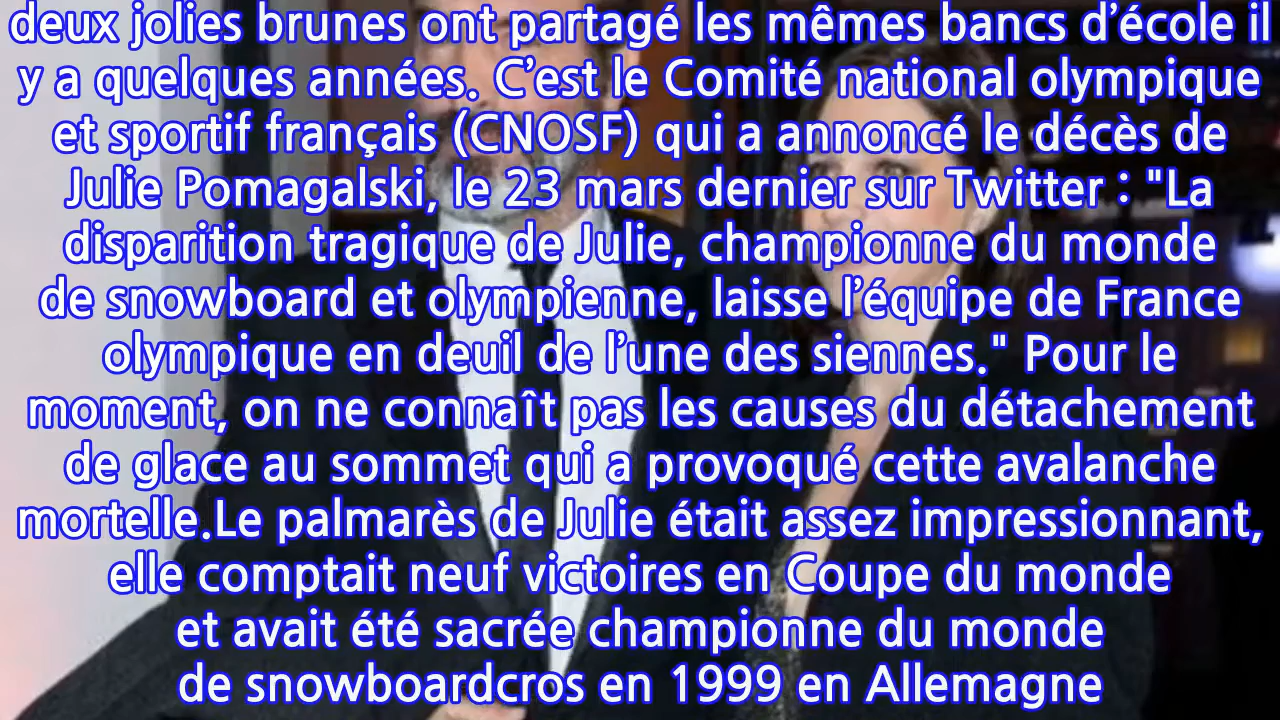 deux jolies brunes ont partagé les mêmes bancs d’école il
y a quelques années. C’est le Comité national olympique
et sportif français (CNOSF) qui a annoncé le décès de
Julie Pomagalski, le 23 mars dernier sur Twitter : "La
disparition tragique de Julie, championne du monde
de snowboard et olympienne, laisse l’équipe de France
olympique en deuil de l’une des siennes." Pour le
moment, on ne connaît pas les causes du détachement
de glace au sommet qui a provoqué cette avalanche
mortelle.Le palmarès de Julie était assez impressionnant,
elle comptait neuf victoires en Coupe du monde
et avait été sacrée championne du monde
de snowboardcros en 1999 en Allemagne